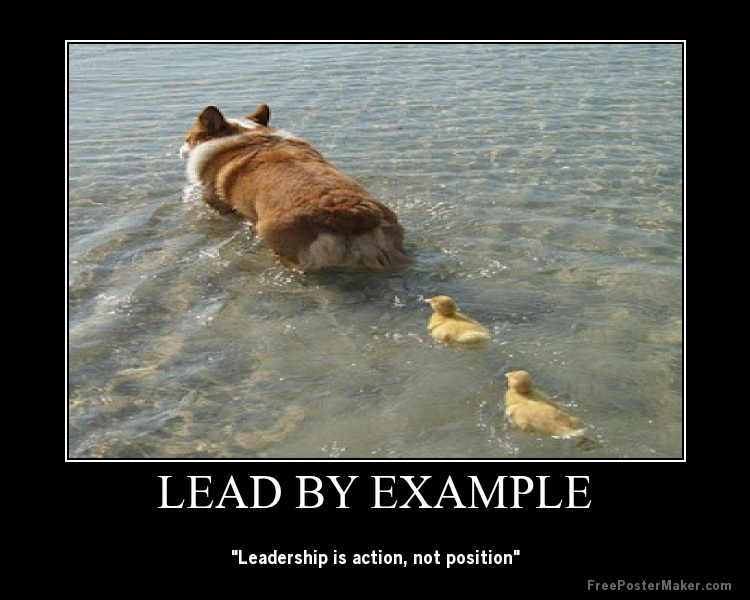 LEAD BY EXAMPLE
"Leadership is action, not position"
FreePosterMaker.com